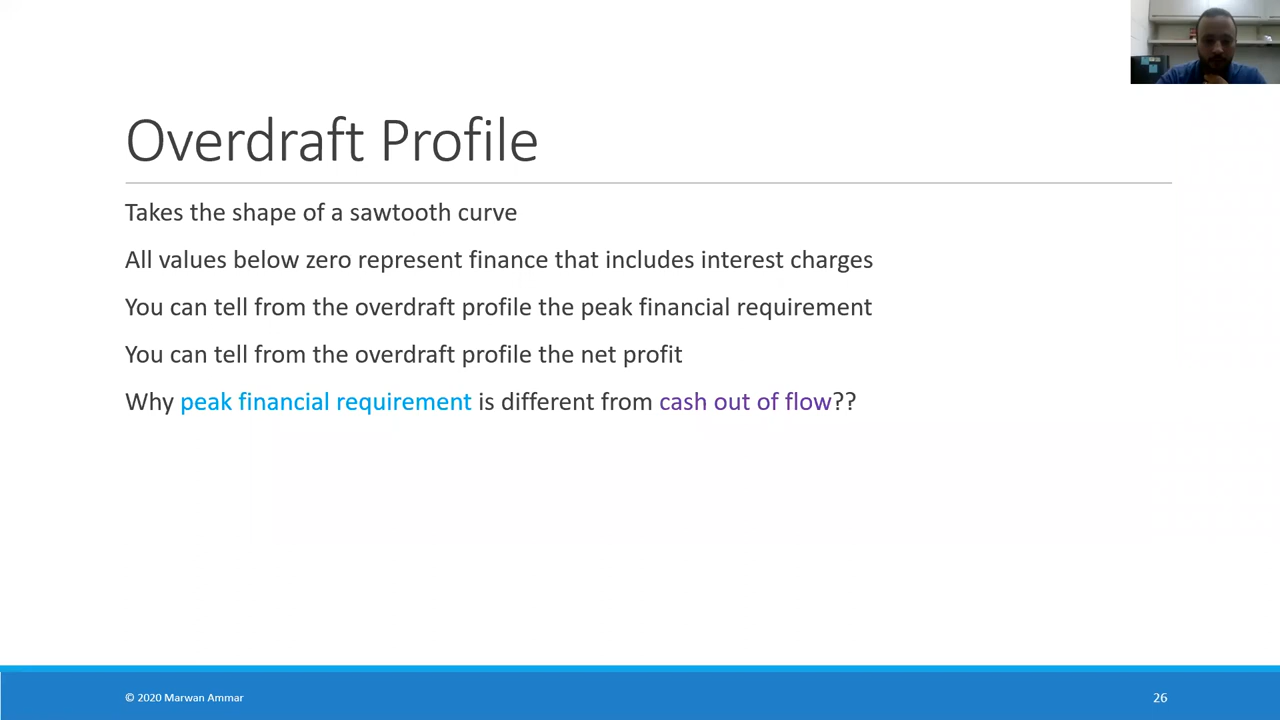 Overdraft Profile
Takes the shape of a sawtooth curve
All values below zero represent finance that includes interest charges
You can tell from the overdraft profile the peak financial requirement
You can tell from the overdraft profile the net profit
Why peak financial requirement is different from cash out of flow??
© 2020 Marwan Ammar
26